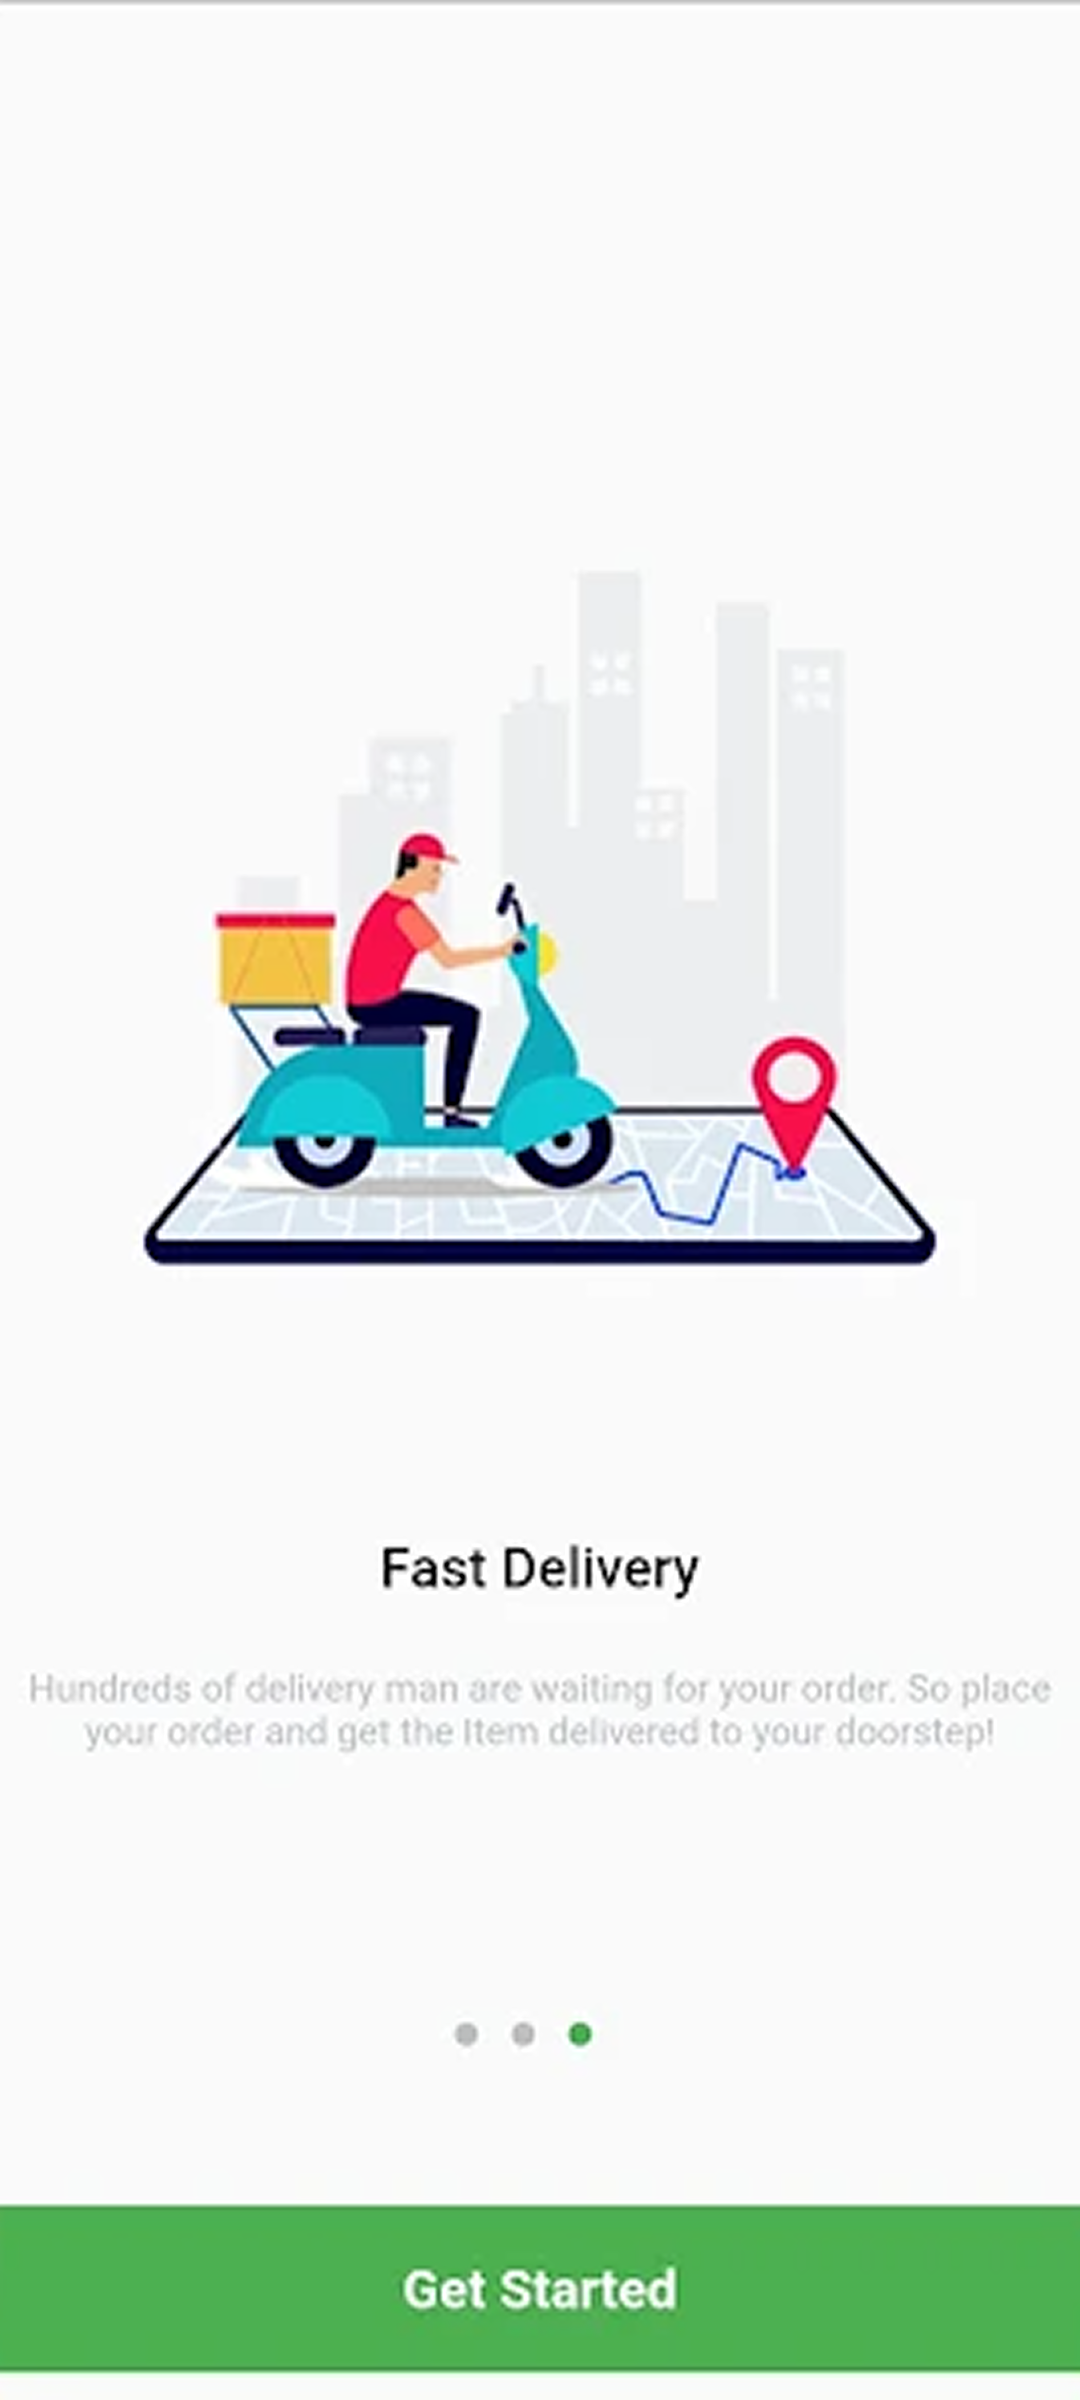 Fast Delivery
Hundreds of delivery man are waiting for your order. So place
your order and get the Item delivered to your doorstep!
Get Started